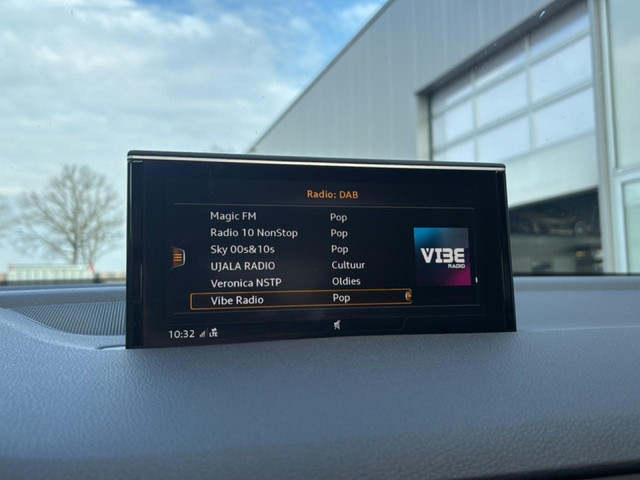 Radio: DAB
Magic FM Pop
Radio 10 NonStop Pop
Sky 00s&10s Pop
UJALA RADIO Cultuur
Veronica NSTP Oldies
Vibe Radio Pop
VIBE
RADIO
10:32 LTE